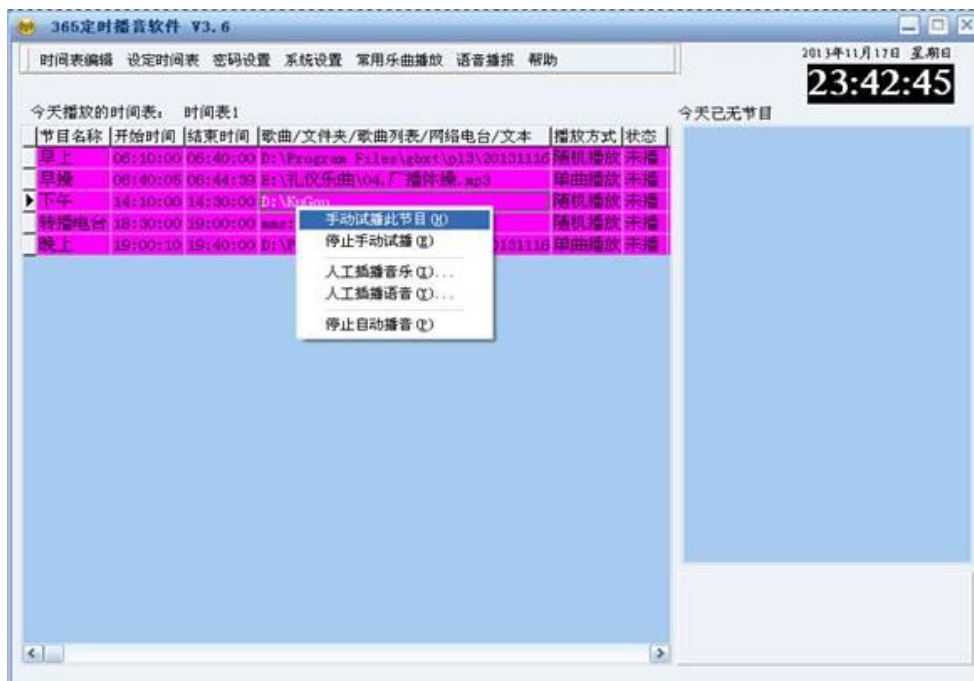 365定时播音软件 V3.6
时间表编辑 设定时间表 密码设置 系统设置 常用乐曲播放 语音播报 帮助
2013年11月17日 星期日
23:42:45
今天播放的时间表: 时间表1
今天已无节目
节目名称 开始时间 结束时间 歌曲/文件夹/歌曲列表/网络电台/文本 播放方式 状态
早上 06:10:00 06:40:00 D:\Program Files\gbxt\pl3\20131116 随机播放 未播
早操 06:40:05 06:44:39 E:\礼仪乐曲\04.广播体操.mp3 单曲播放 未播
下午 14:10:00 14:30:00 D:\KuGou 随机播放 未播
转播电台 18:30:00 19:00:00 mms: 随机播放 未播
晚上 19:00:10 19:40:00 D:\P 0131116 单曲播放 未播
手动试播此节目(X)
停止手动试播(E)
人工插播音乐(I)...
人工插播语音(Y)...
停止自动播音(P)